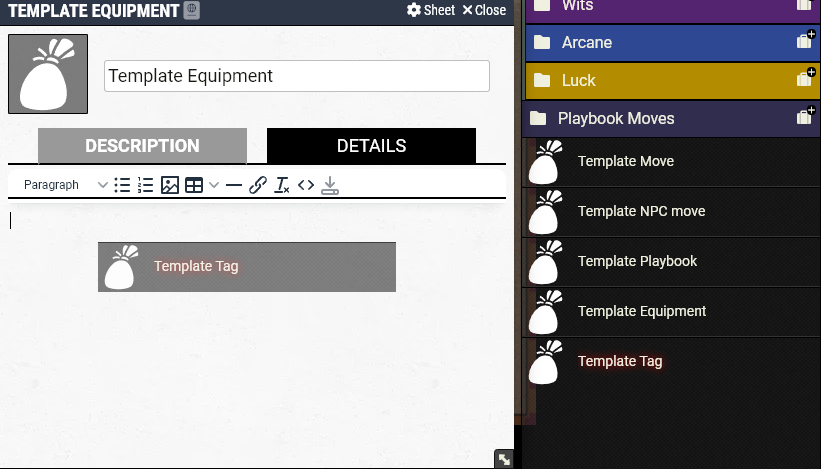 TEMPLATE EQUIPMENT
Sheet
Close
Template Equipment
DESCRIPTION
DETAILS
Paragraph
Template Tag
Wits
Arcane
Luck
Playbook Moves
Template Move
Template NPC move
Template Playbook
Template Equipment
Template Tag